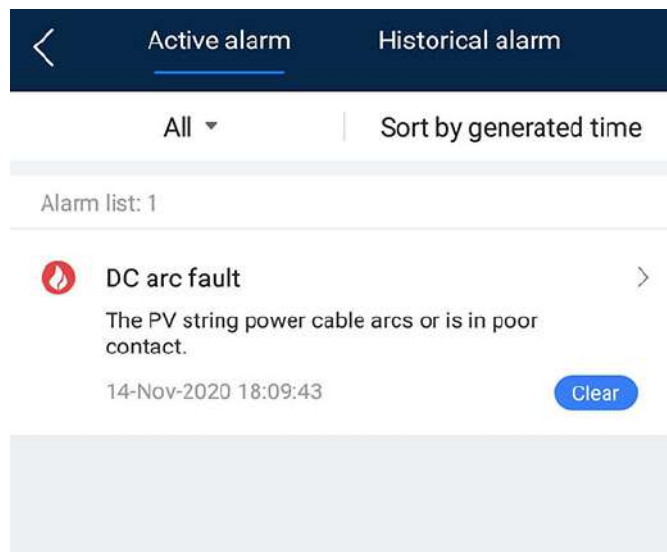 Active alarm Historical alarm
All Sort by generated time
Alarm list: 1
DC arc fault
The PV string power cable arcs or is in poor
contact.
14-Nov-2020 18:09:43 Clear